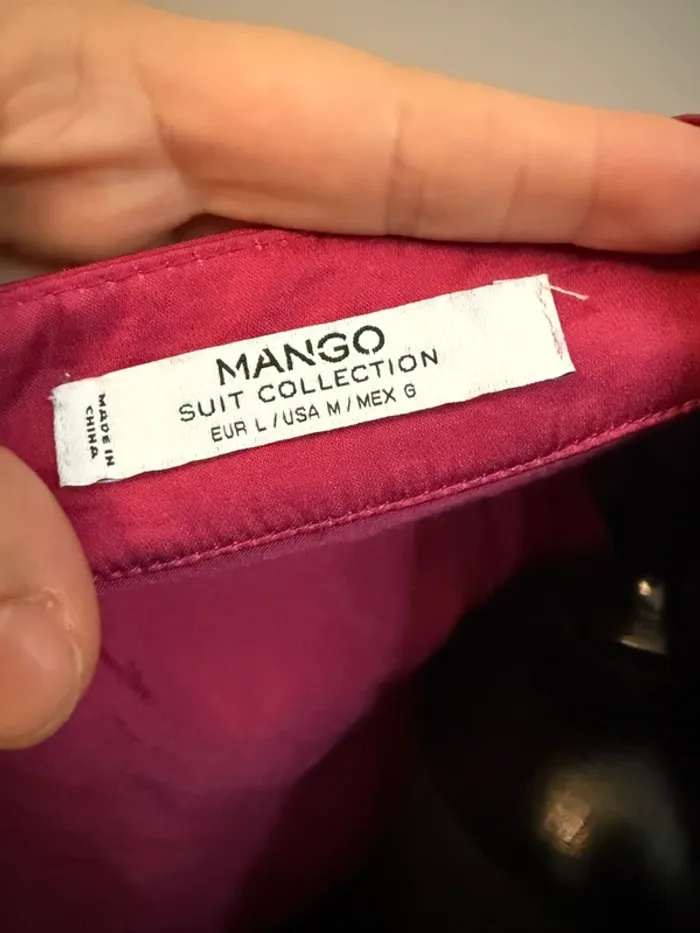 MANGO
SUIT COLLECTION
EUR L / USA M / MEX G
MADE IN
CHINA